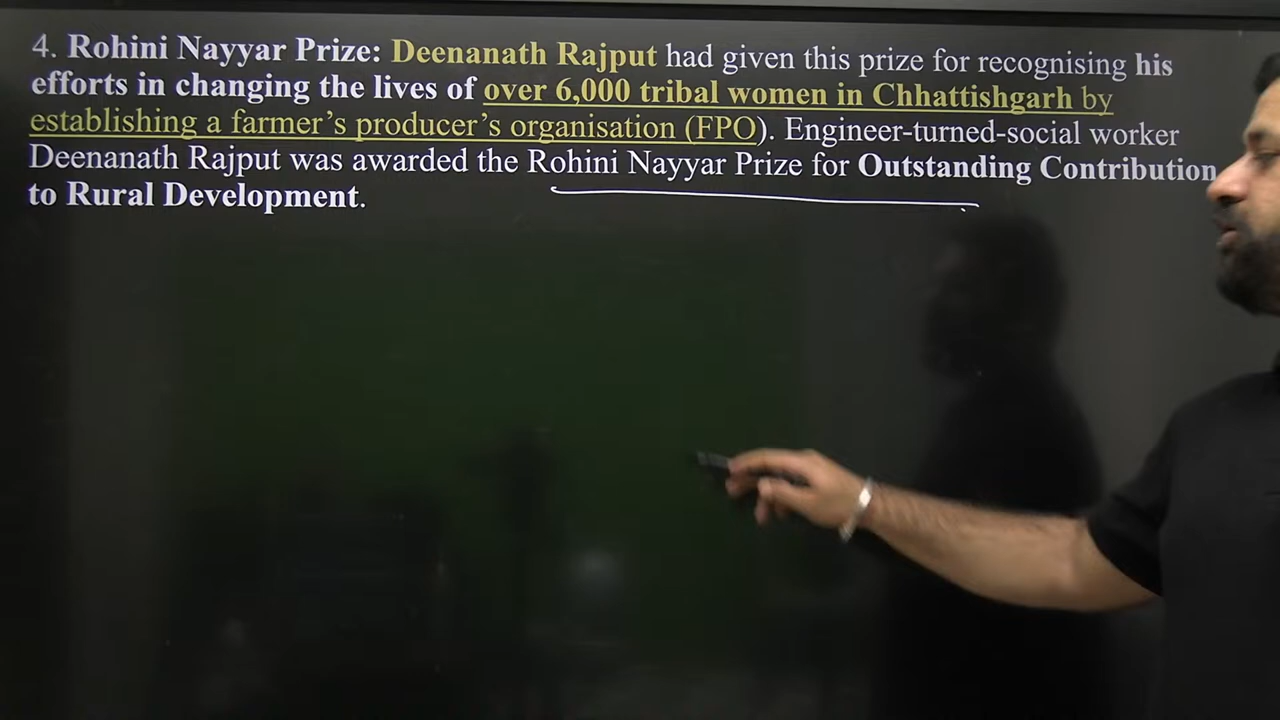 4. Rohini Nayyar Prize: Deenanath Rajput had given this prize for recognising his
efforts in changing the lives of over 6,000 tribal women in Chhattishgarh by
establishing a farmer’s producer’s organisation (FPO). Engineer-turned-social worker
Deenanath Rajput was awarded the Rohini Nayyar Prize for Outstanding Contribution
to Rural Development.